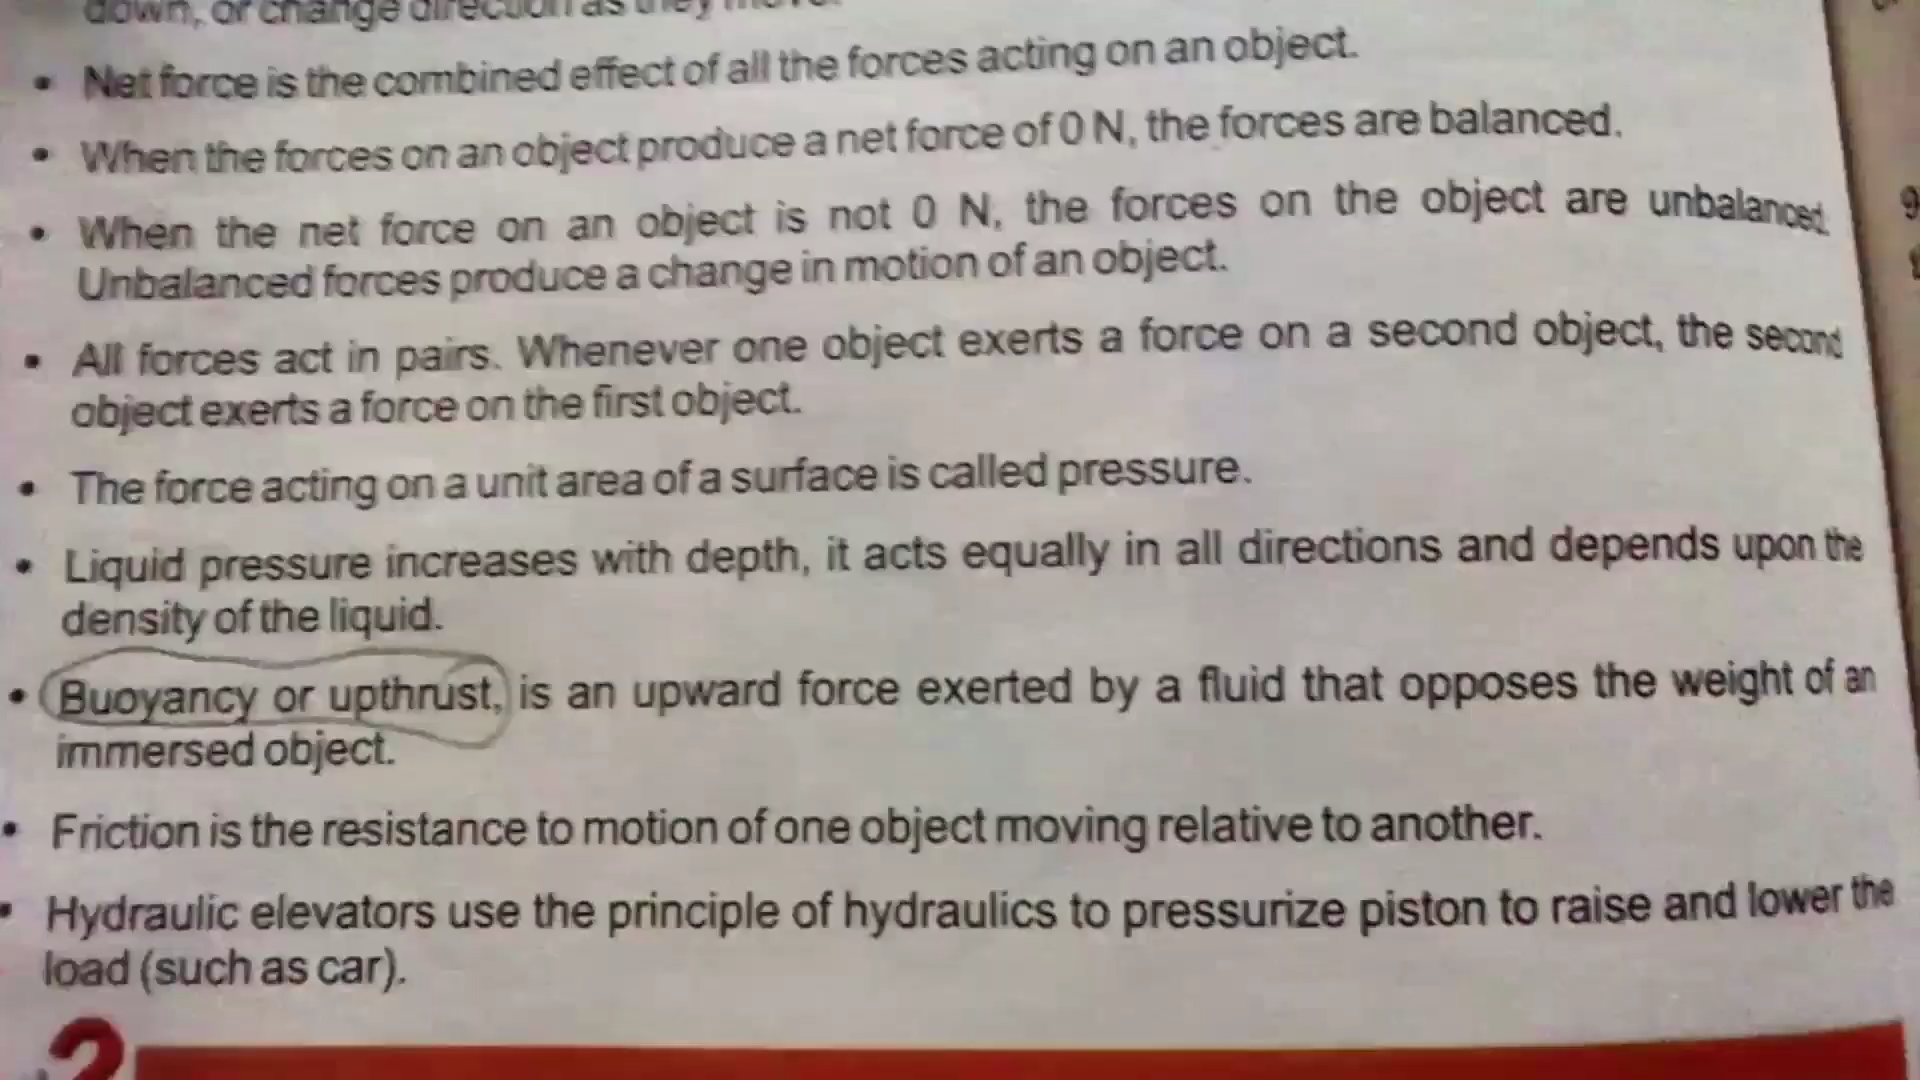 down, or change direction as they move.
• Net force is the combined effect of all the forces acting on an object.
• When the forces on an object produce a net force of 0 N, the forces are balanced.
• When the net force on an object is not 0 N, the forces on the object are unbalanced.
Unbalanced forces produce a change in motion of an object.
• All forces act in pairs. Whenever one object exerts a force on a second object, the second
object exerts a force on the first object.
• The force acting on a unit area of a surface is called pressure.
• Liquid pressure increases with depth, it acts equally in all directions and depends upon the
density of the liquid.
• Buoyancy or upthrust, is an upward force exerted by a fluid that opposes the weight of an
immersed object.
• Friction is the resistance to motion of one object moving relative to another.
• Hydraulic elevators use the principle of hydraulics to pressurize piston to raise and lower the
load (such as car).